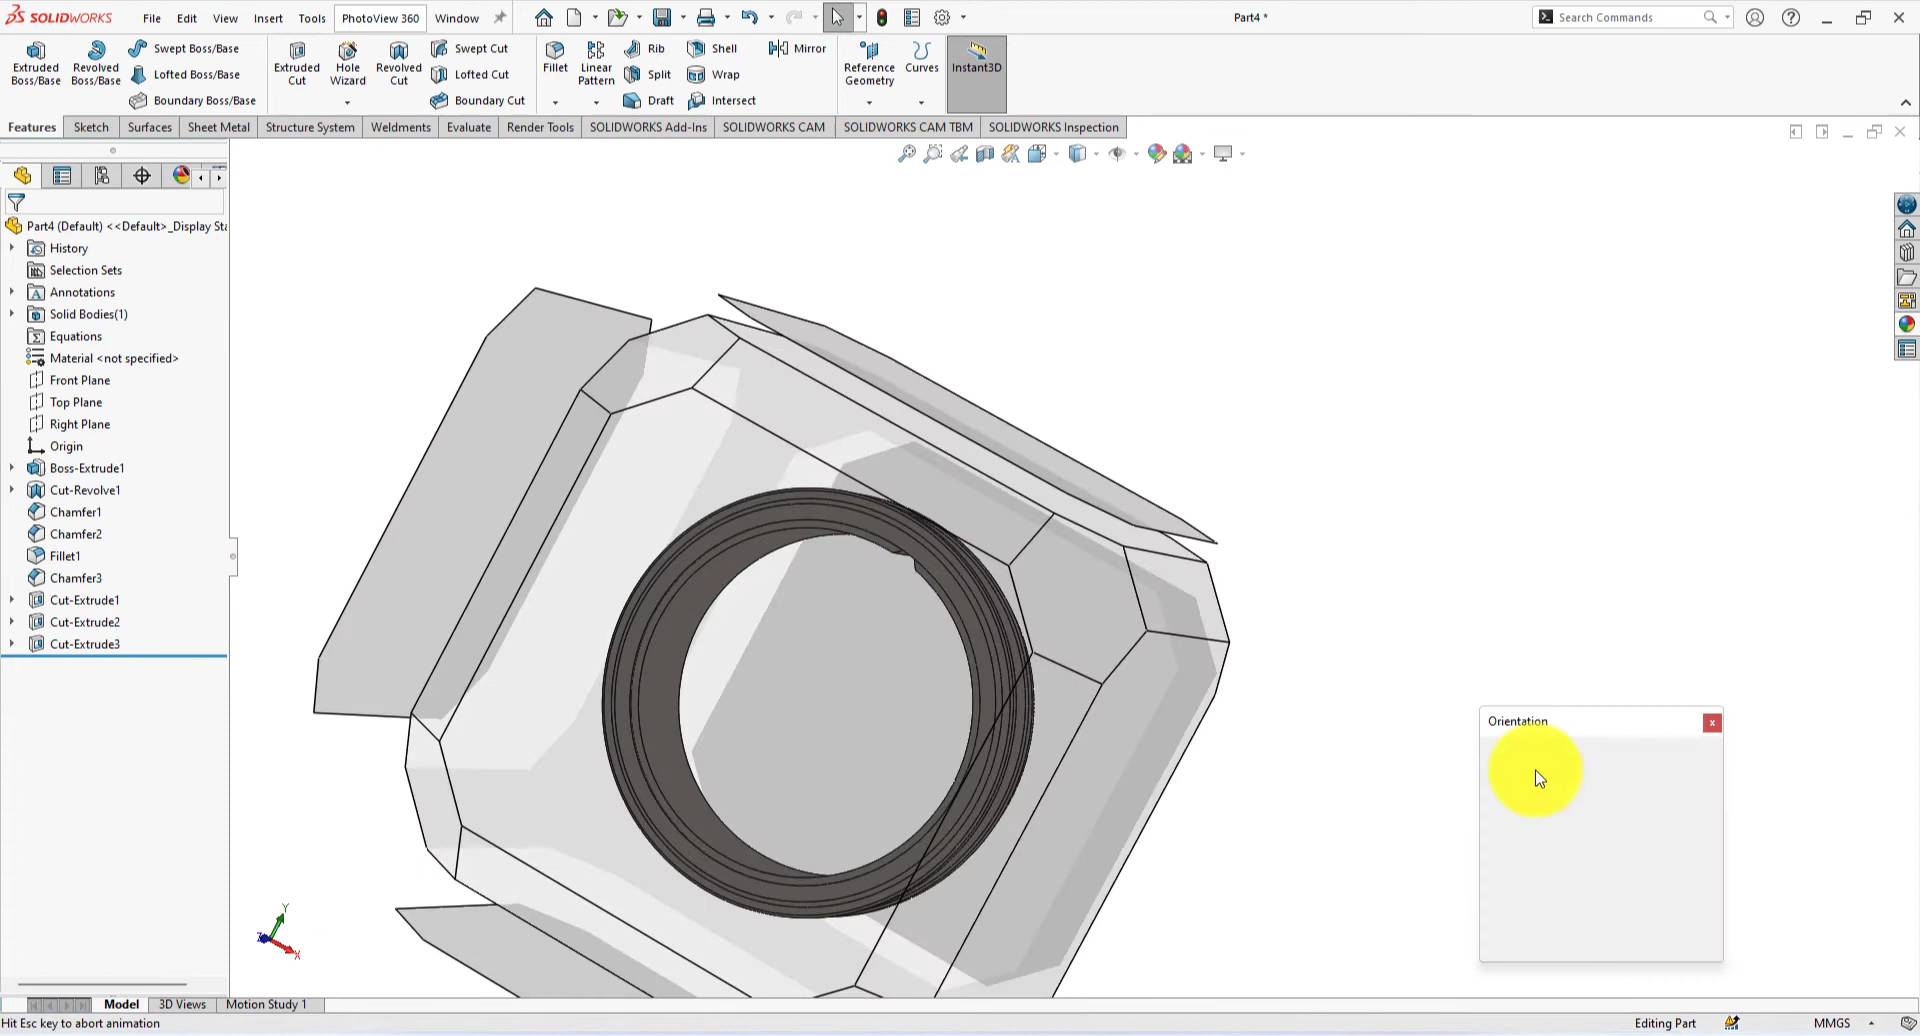 SOLIDWORKS File Edit View Insert Tools PhotoView 360 Window Part4 * Search Commands
Extruded Boss/Base
Revolved Boss/Base
Swept Boss/Base
Lofted Boss/Base
Boundary Boss/Base
Extruded Cut
Hole Wizard
Revolved Cut
Swept Cut
Lofted Cut
Boundary Cut
Fillet
Linear Pattern
Rib
Split
Draft
Shell
Wrap
Intersect
Mirror
Reference Geometry
Curves
Instant3D
Features Sketch Surfaces Sheet Metal Structure System Weldments Evaluate Render Tools SOLIDWORKS Add-Ins SOLIDWORKS CAM SOLIDWORKS CAM TBM SOLIDWORKS Inspection
Part4 (Default) <<Default>_Display Sta
History
Selection Sets
Annotations
Solid Bodies(1)
Equations
Material <not specified>
Front Plane
Top Plane
Right Plane
Origin
Boss-Extrude1
Cut-Revolve1
Chamfer1
Chamfer2
Fillet1
Chamfer3
Cut-Extrude1
Cut-Extrude2
Cut-Extrude3
Orientation
Y
Z
X
Model 3D Views Motion Study 1
Hit Esc key to abort animation Editing Part MMGS